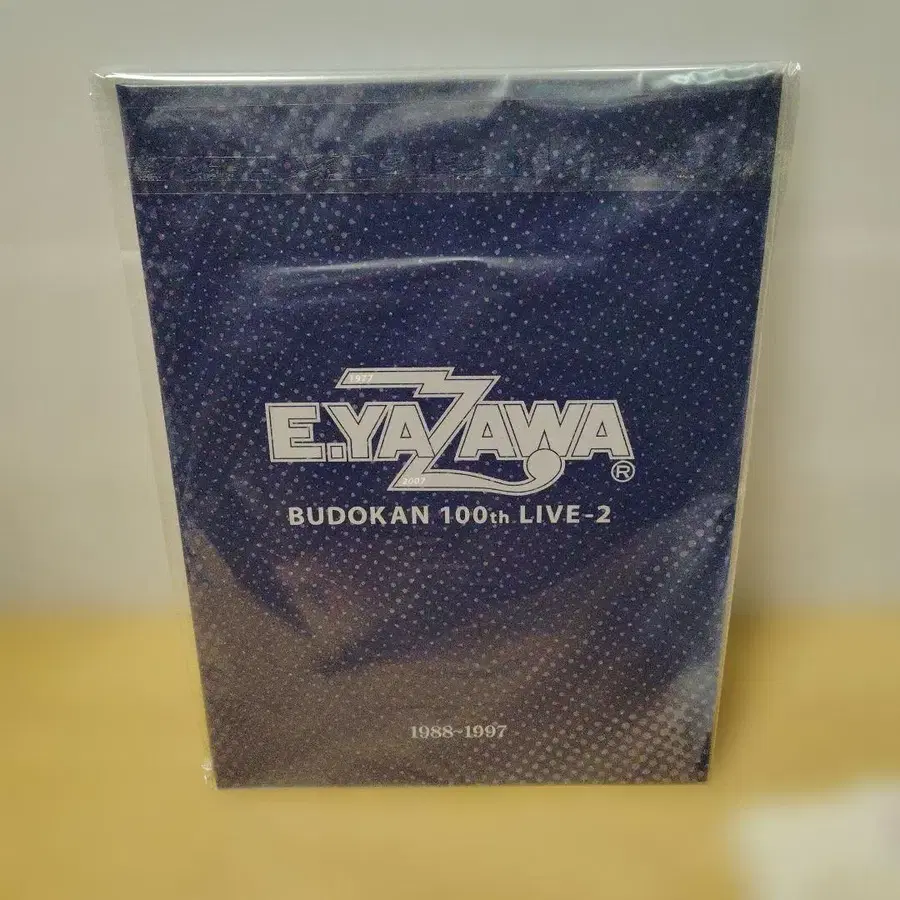 1977
E.YAZAWA®
2007
BUDOKAN 100th LIVE-2
1988~1997